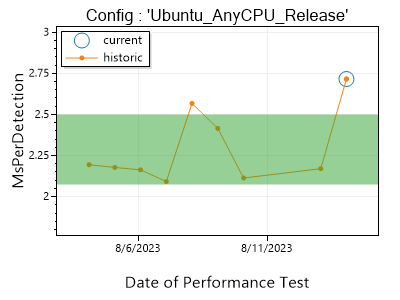 Config : 'Ubuntu_AnyCPU_Release'
current
historic
3
2.75
2.5
2.25
2
MsPerDetection
8/6/2023
8/11/2023
Date of Performance Test